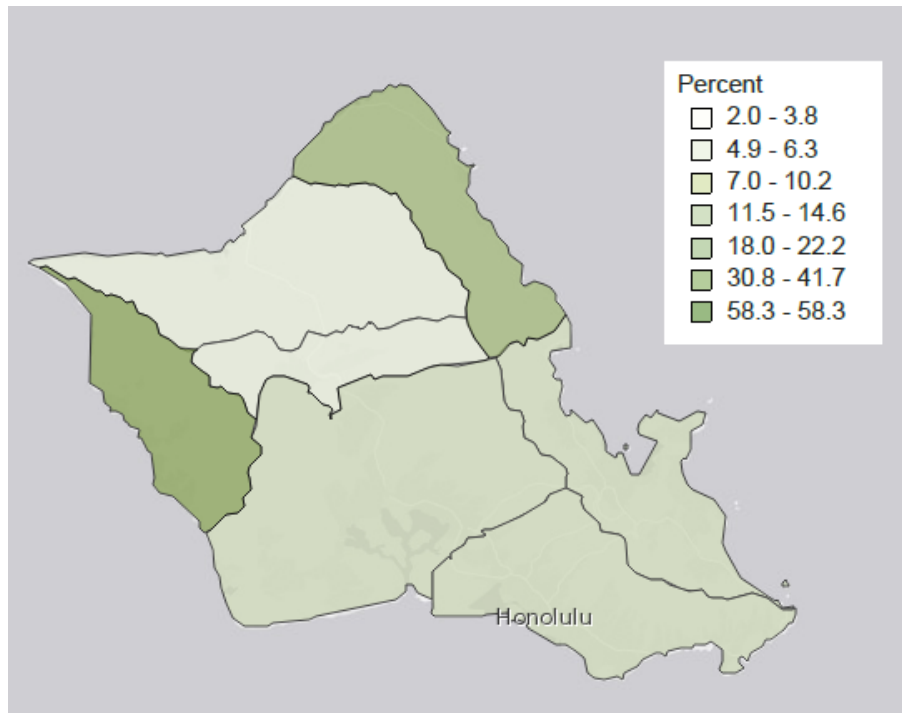 Percent
2.0 - 3.8
4.9 - 6.3
7.0 - 10.2
11.5 - 14.6
18.0 - 22.2
30.8 - 41.7
58.3 - 58.3
Honolulu